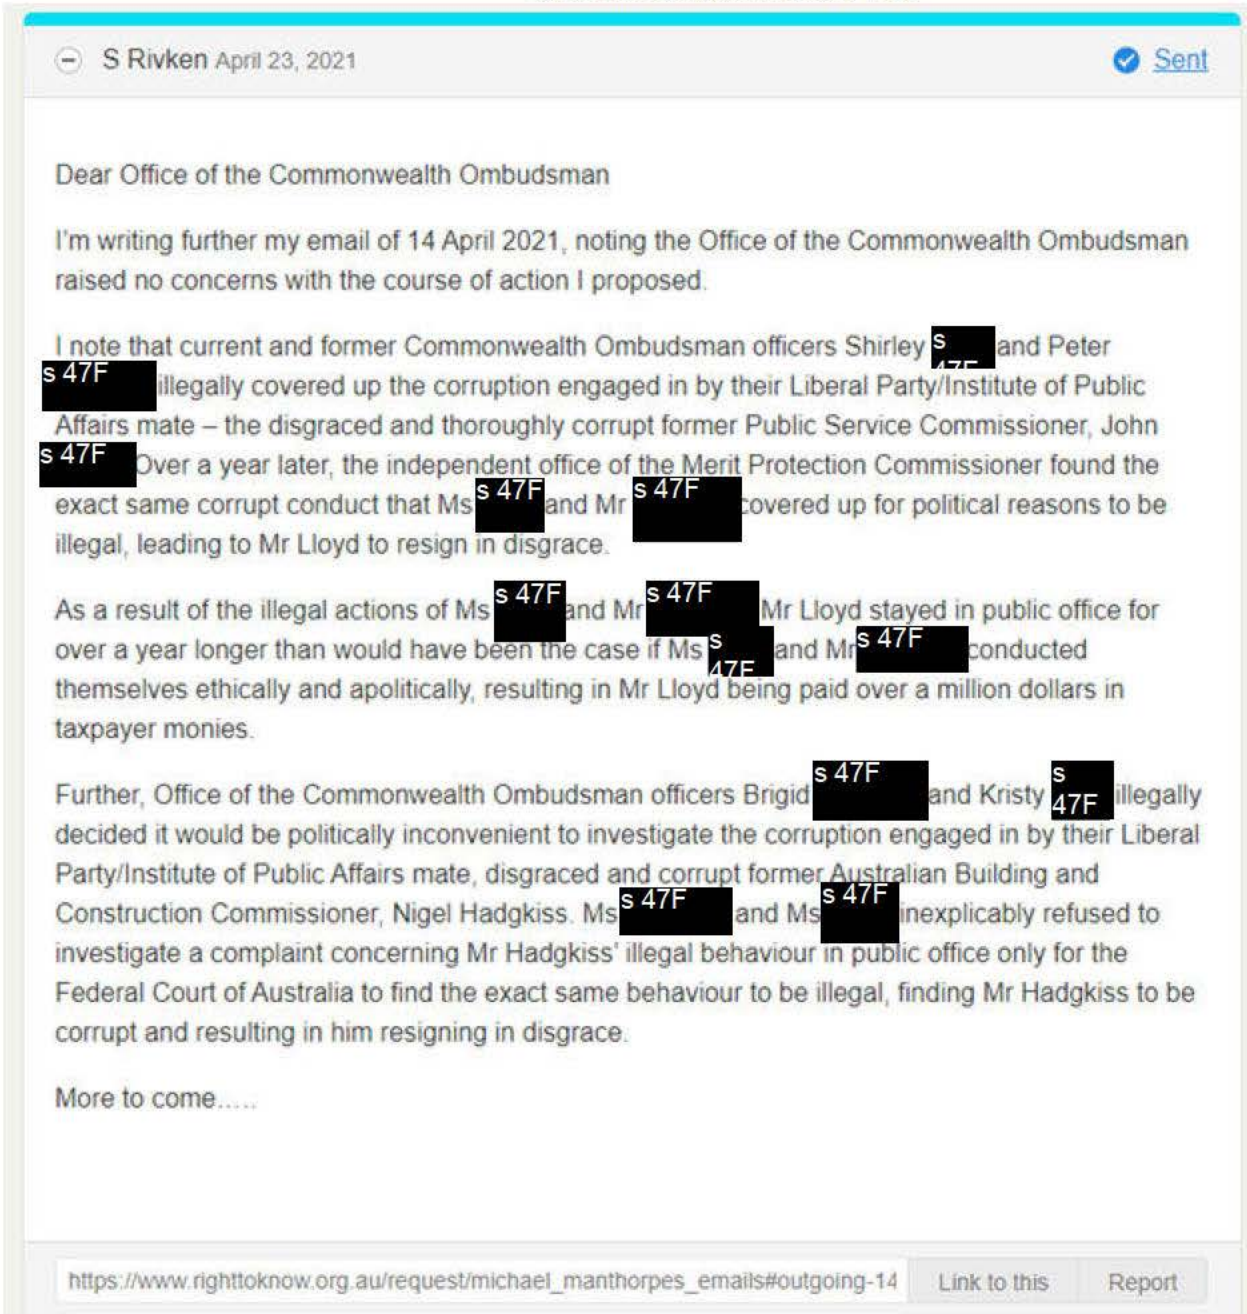 S Rivken April 23, 2021 Sent
Dear Office of the Commonwealth Ombudsman
I'm writing further my email of 14 April 2021, noting the Office of the Commonwealth Ombudsman
raised no concerns with the course of action I proposed.
I note that current and former Commonwealth Ombudsman officers Shirley s 47F and Peter
s 47F illegally covered up the corruption engaged in by their Liberal Party/Institute of Public
Affairs mate – the disgraced and thoroughly corrupt former Public Service Commissioner, John
s 47F Over a year later, the independent office of the Merit Protection Commissioner found the
exact same corrupt conduct that Ms s 47F and Mr s 47F covered up for political reasons to be
illegal, leading to Mr Lloyd to resign in disgrace.
As a result of the illegal actions of Ms s 47F and Mr s 47F Mr Lloyd stayed in public office for
over a year longer than would have been the case if Ms s 47F and Mr s 47F conducted
themselves ethically and apolitically, resulting in Mr Lloyd being paid over a million dollars in
taxpayer monies.
Further, Office of the Commonwealth Ombudsman officers Brigid s 47F and Kristy s 47F illegally
decided it would be politically inconvenient to investigate the corruption engaged in by their Liberal
Party/Institute of Public Affairs mate, disgraced and corrupt former Australian Building and
Construction Commissioner, Nigel Hadgkiss. Ms s 47F and Ms s 47F inexplicably refused to
investigate a complaint concerning Mr Hadgkiss' illegal behaviour in public office only for the
Federal Court of Australia to find the exact same behaviour to be illegal, finding Mr Hadgkiss to be
corrupt and resulting in him resigning in disgrace.
More to come.....
https://www.righttoknow.org.au/request/michael_manthorpes_emails#outgoing-14 Link to this Report